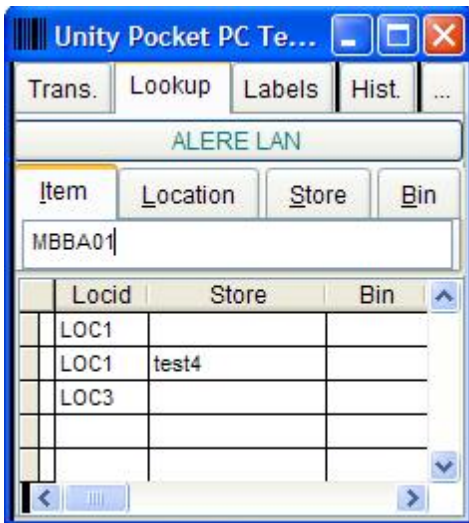 Unity Pocket PC Te...
Trans. Lookup Labels Hist. ...
ALERE LAN
Item Location Store Bin
MBBA01
Locid Store Bin
LOC1
LOC1 test4
LOC3